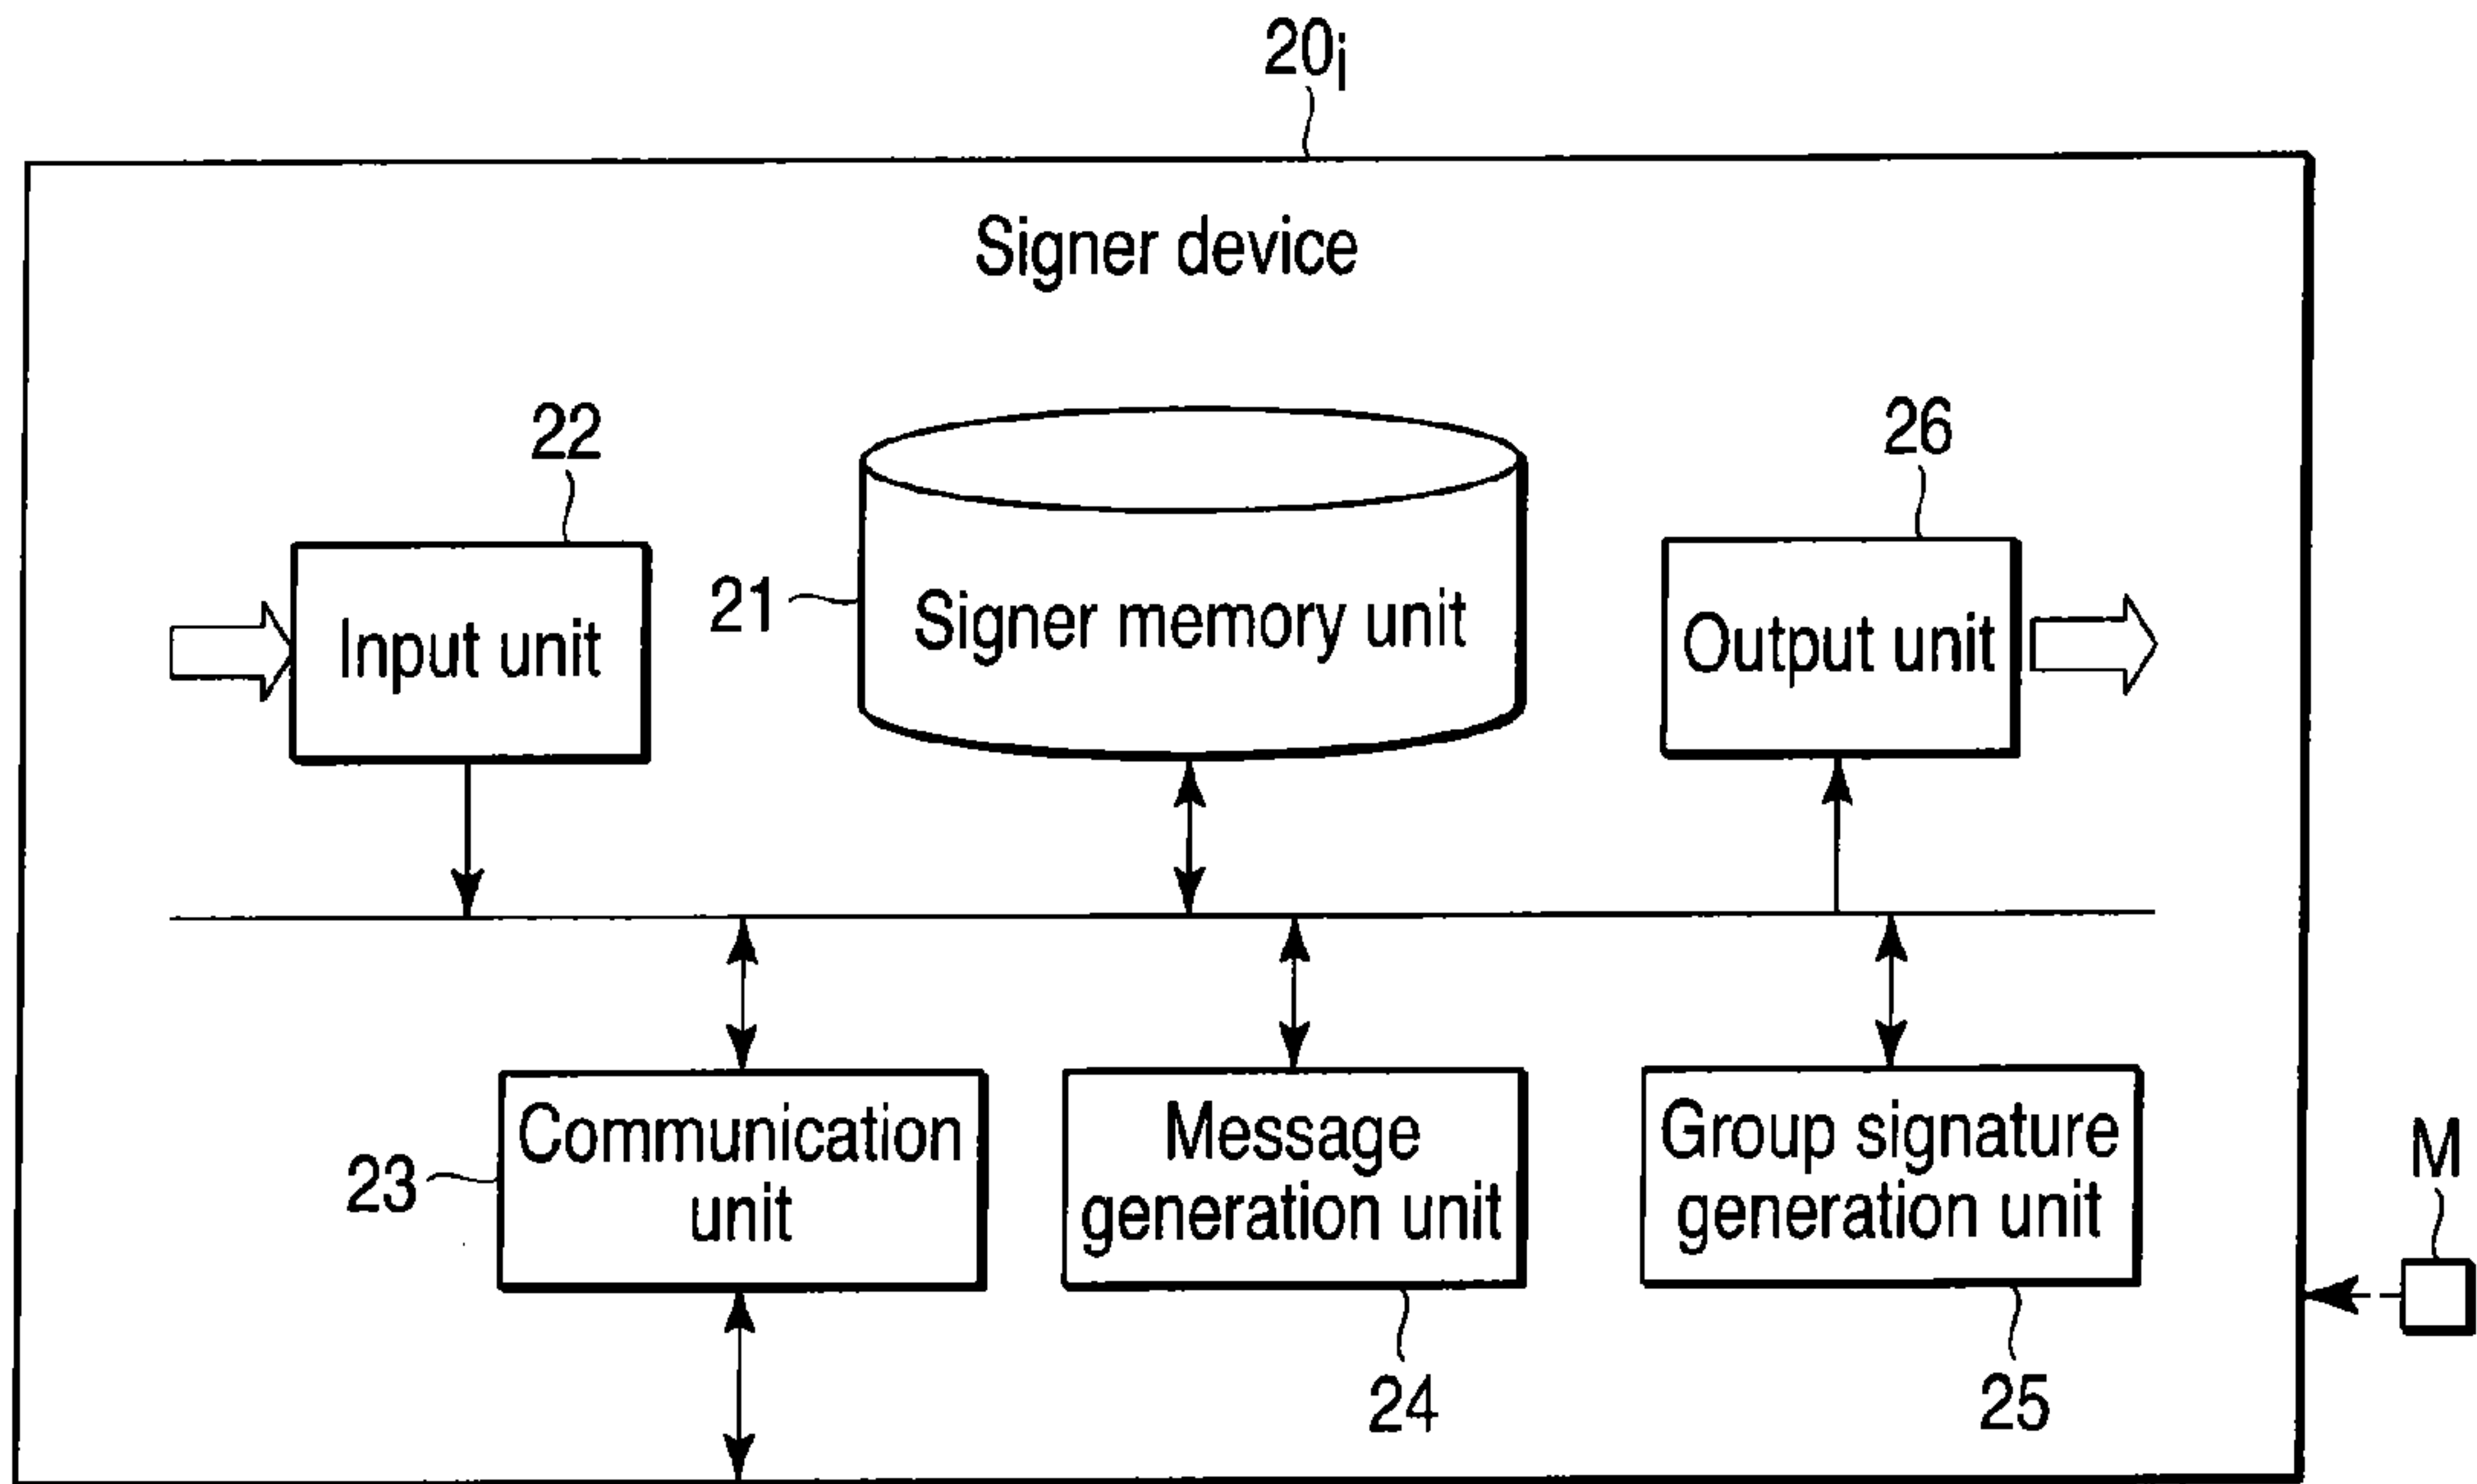 20i
Signer device
22
26
21
Input unit
Signer memory unit
Output unit
Communication
unit
Message
generation unit
Group signature
generation unit
M
23
24
25